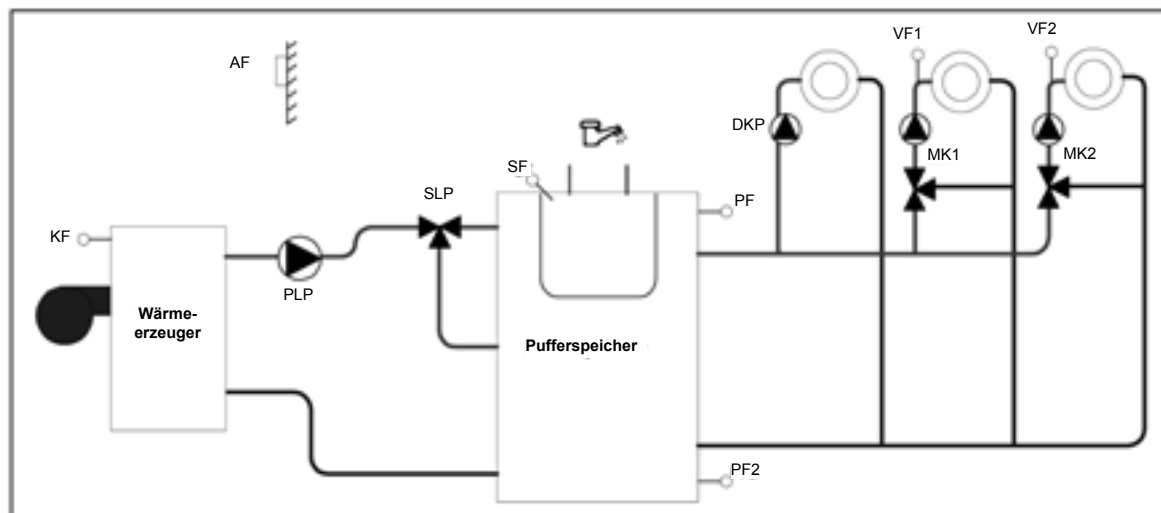 VF1
VF2
AF
DKP
MK1
MK2
SF
SLP
PF
KF
PLP
Wärme-
erzeuger
Pufferspeicher
PF2